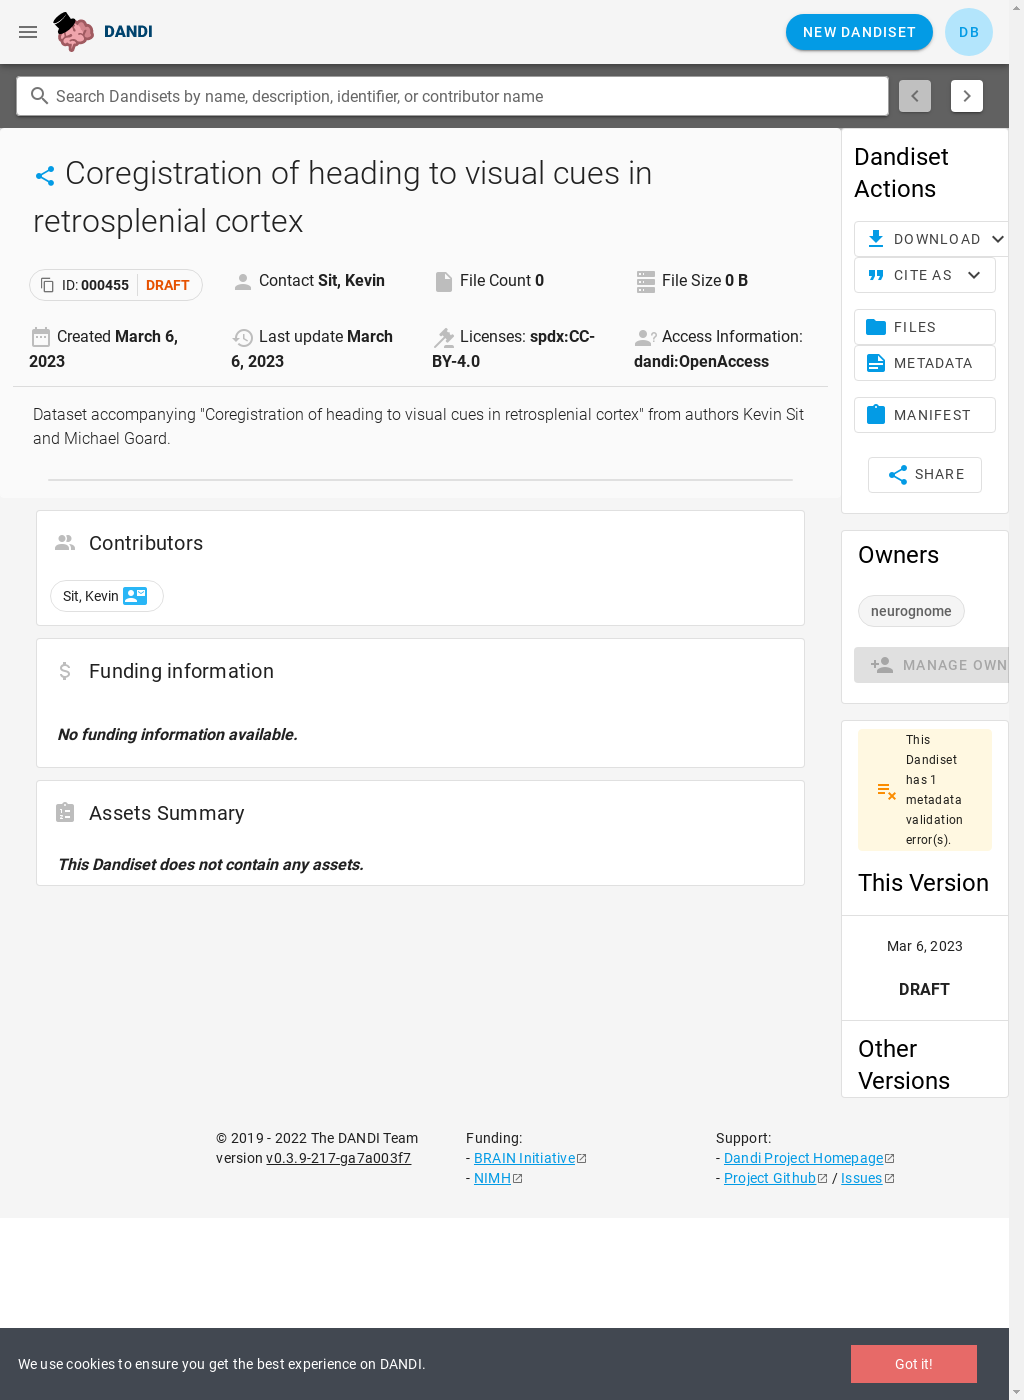 DANDI
NEW DANDISET
DB
Search Dandisets by name, description, identifier, or contributor name
Coregistration of heading to visual cues in
retrosplenial cortex
ID: 000455 DRAFT
Contact Sit, Kevin
File Count 0
File Size 0 B
Created March 6,
2023
Last update March
6, 2023
Licenses: spdx:CC-
BY-4.0
Access Information:
dandi:OpenAccess
Dataset accompanying "Coregistration of heading to visual cues in retrosplenial cortex" from authors Kevin Sit
and Michael Goard.
Contributors
Sit, Kevin
Funding information
No funding information available.
Assets Summary
This Dandiset does not contain any assets.
Dandiset
Actions
DOWNLOAD
CITE AS
FILES
METADATA
MANIFEST
SHARE
Owners
neurognome
MANAGE OWN
This
Dandiset
has 1
metadata
validation
error(s).
This Version
Mar 6, 2023
DRAFT
Other
Versions
© 2019 - 2022 The DANDI Team
version v0.3.9-217-ga7a003f7
Funding:
- BRAIN Initiative
- NIMH
Support:
- Dandi Project Homepage
- Project Github / Issues
We use cookies to ensure you get the best experience on DANDI.
Got it!